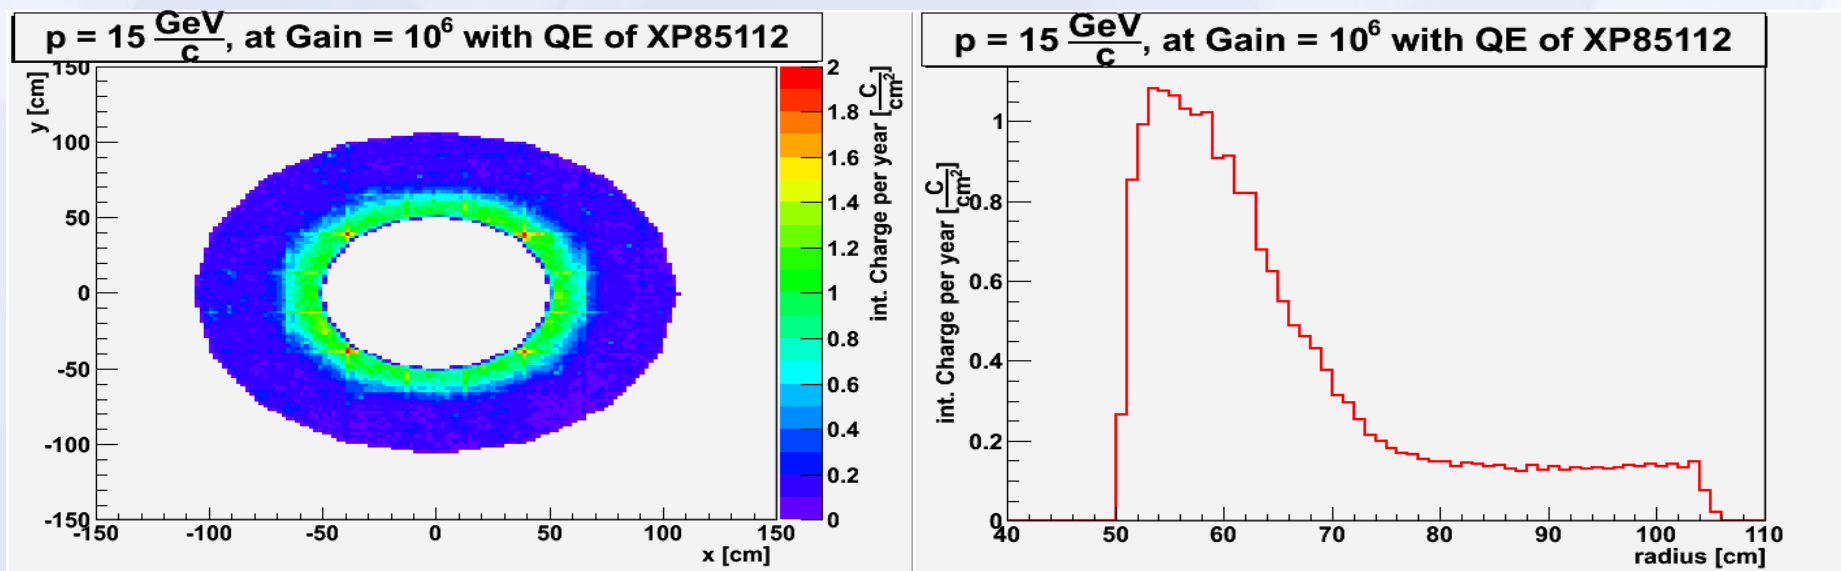 p = 15 GeV/c, at Gain = 10⁶ with QE of XP85112
y [cm]
150
100
50
0
-50
-100
-150
-150 -100 -50 0 50 100 150
x [cm]
2
1.8
1.6
1.4
1.2
1
0.8
0.6
0.4
0.2
0
int. Charge per year [C/cm²]
p = 15 GeV/c, at Gain = 10⁶ with QE of XP85112
int. Charge per year [C/cm²]
1
0.8
0.6
0.4
0.2
0
40 50 60 70 80 90 100 110
radius [cm]